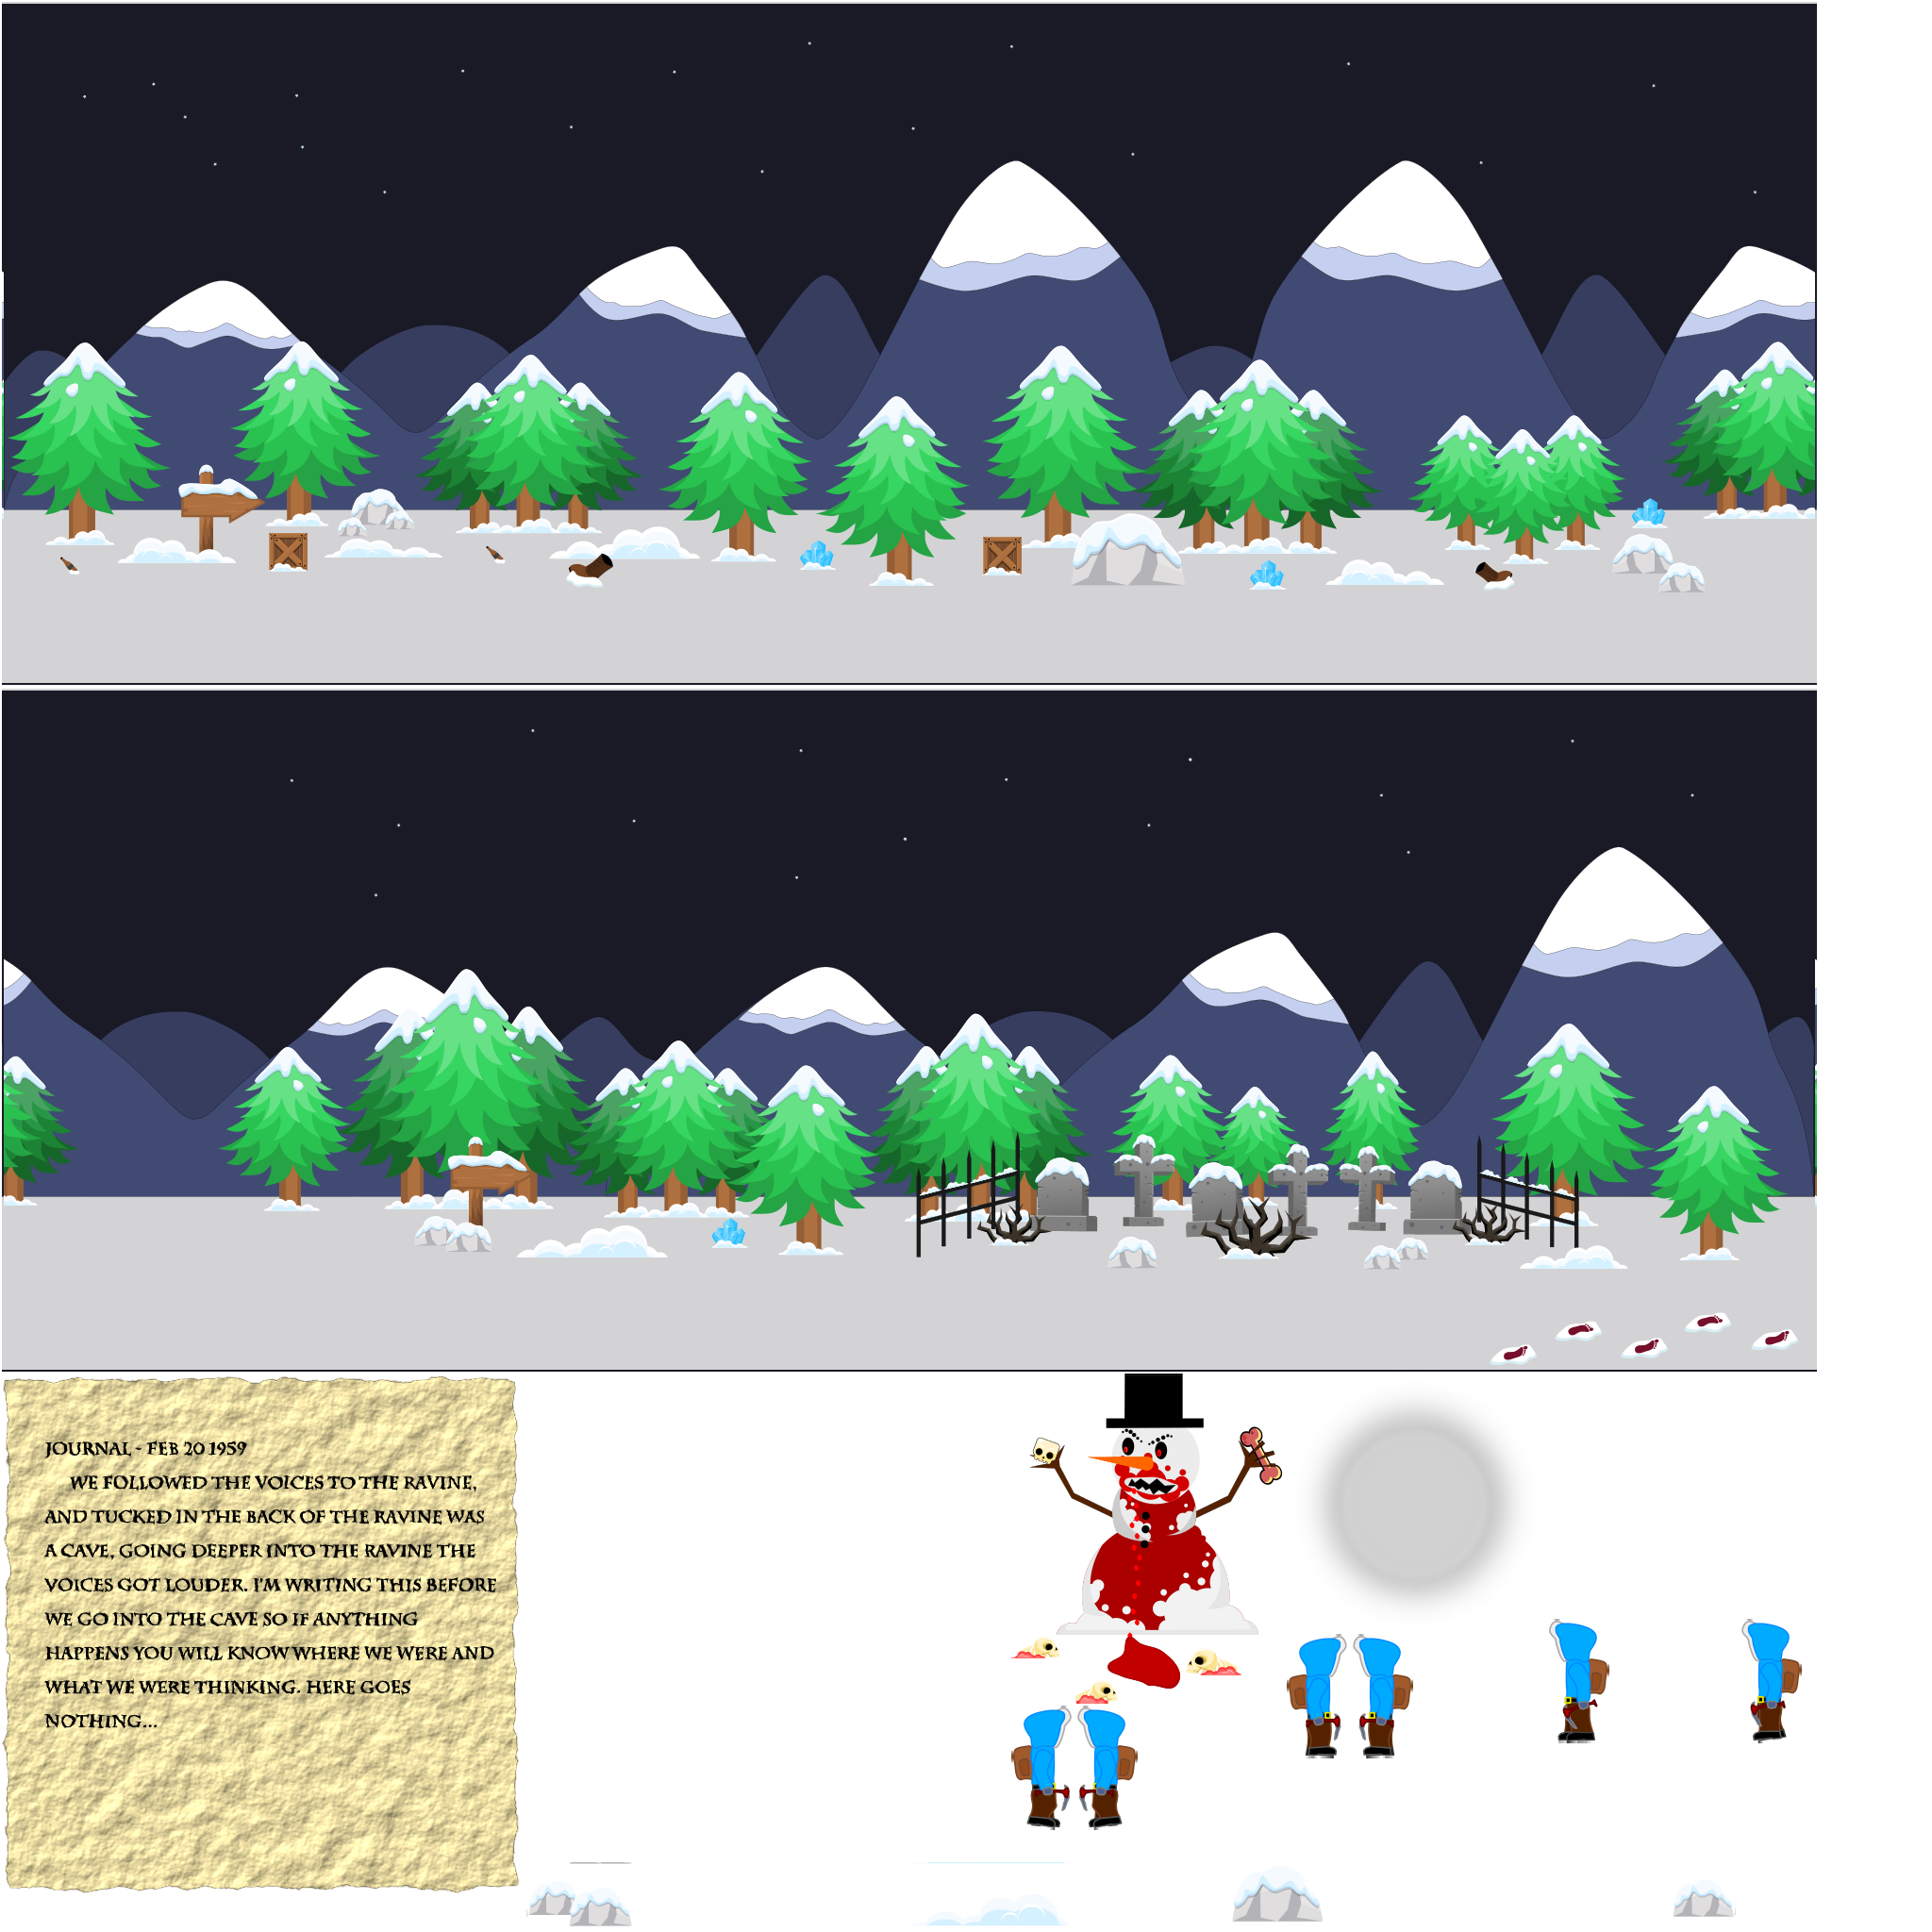 JOURNAL - FEB 20 1959
WE FOLLOWED THE VOICES TO THE RAVINE,
AND TUCKED IN THE BACK OF THE RAVINE WAS
A CAVE, GOING DEEPER INTO THE RAVINE THE
VOICES GOT LOUDER. I'M WRITING THIS BEFORE
WE GO INTO THE CAVE SO IF ANYTHING
HAPPENS YOU WILL KNOW WHERE WE WERE AND
WHAT WE WERE THINKING. HERE GOES
NOTHING...